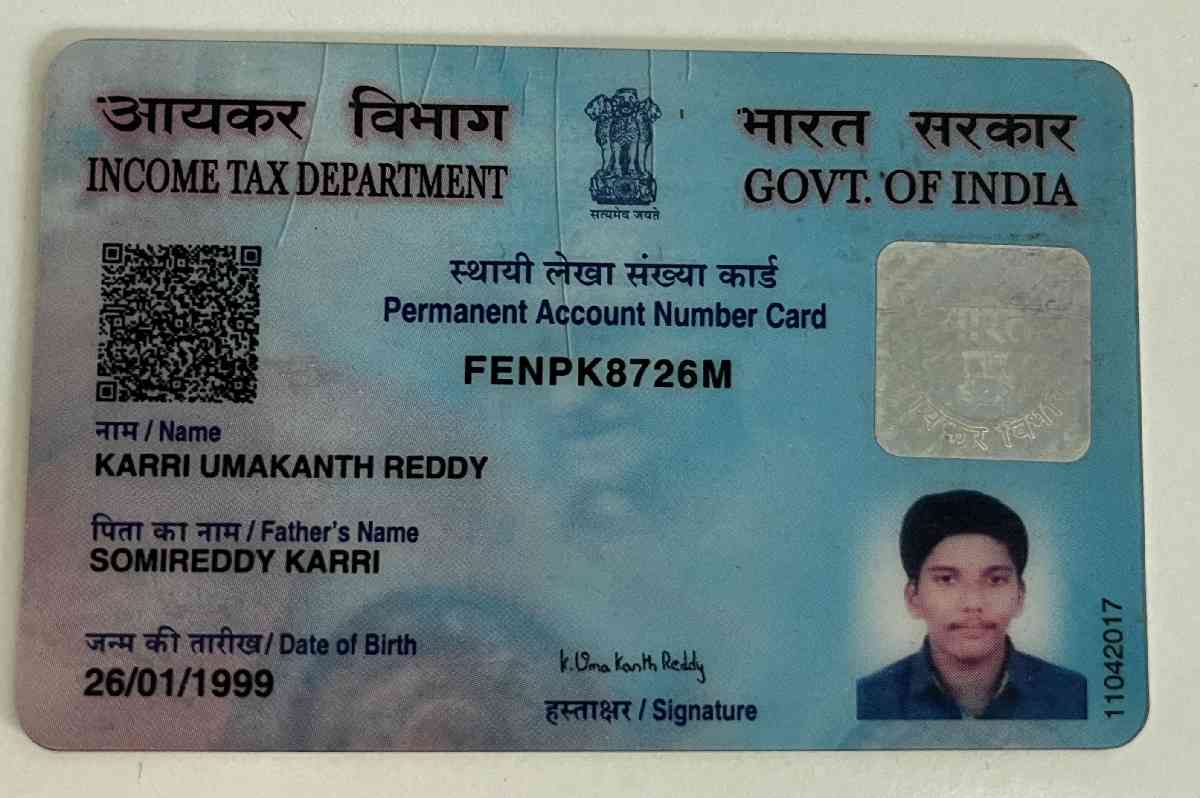 आयकर विभाग
INCOME TAX DEPARTMENT
सत्यमेव जयते
भारत सरकार
GOVT. OF INDIA
स्थायी लेखा संख्या कार्ड
Permanent Account Number Card
FENPK8726M
भारत
नाम / Name
KARRI UMAKANTH REDDY
पिता का नाम / Father's Name
SOMIREDDY KARRI
जन्म की तारीख / Date of Birth
26/01/1999
K. Uma Kanth Reddy
हस्ताक्षर / Signature
11042017